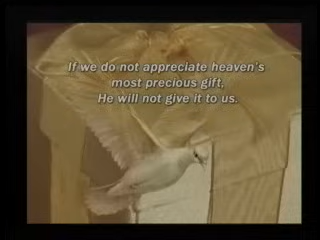 If we do not appreciate heaven's
most precious gift,
He will not give it to us.